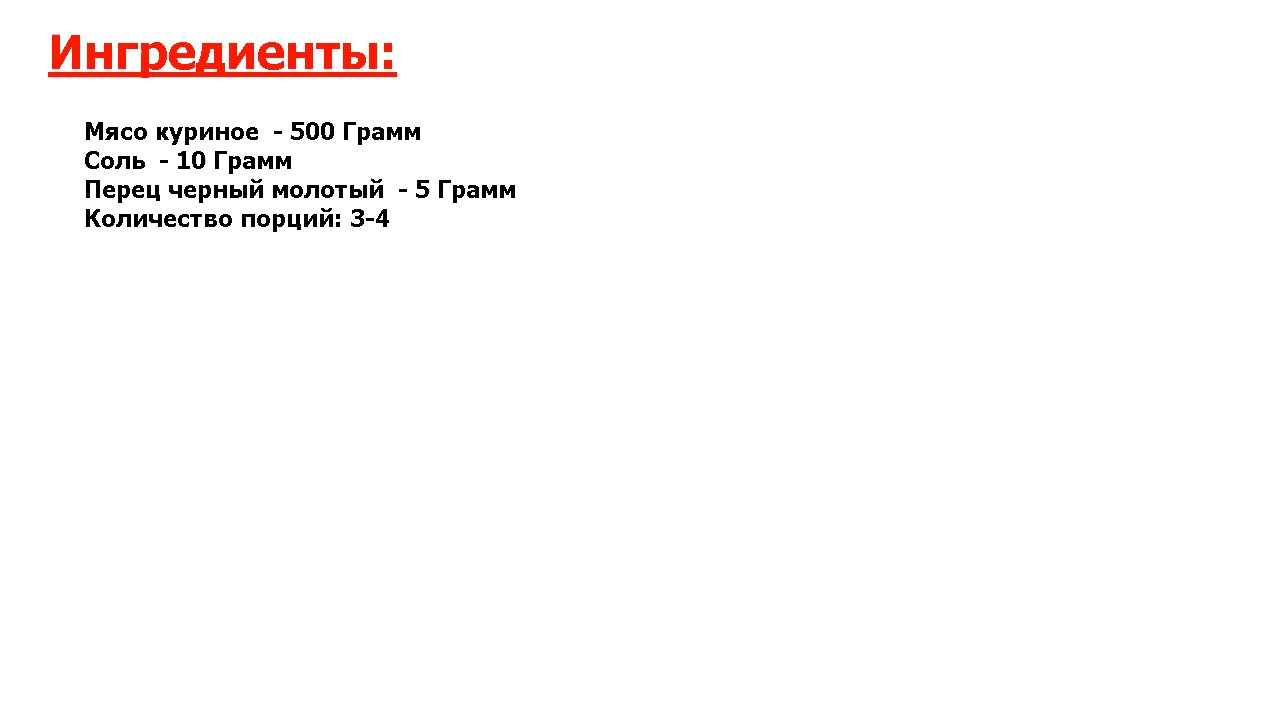 Ингредиенты:
Мясо куриное  - 500 Грамм
Соль  - 10 Грамм
Перец черный молотый  - 5 Грамм
Количество порций: 3-4